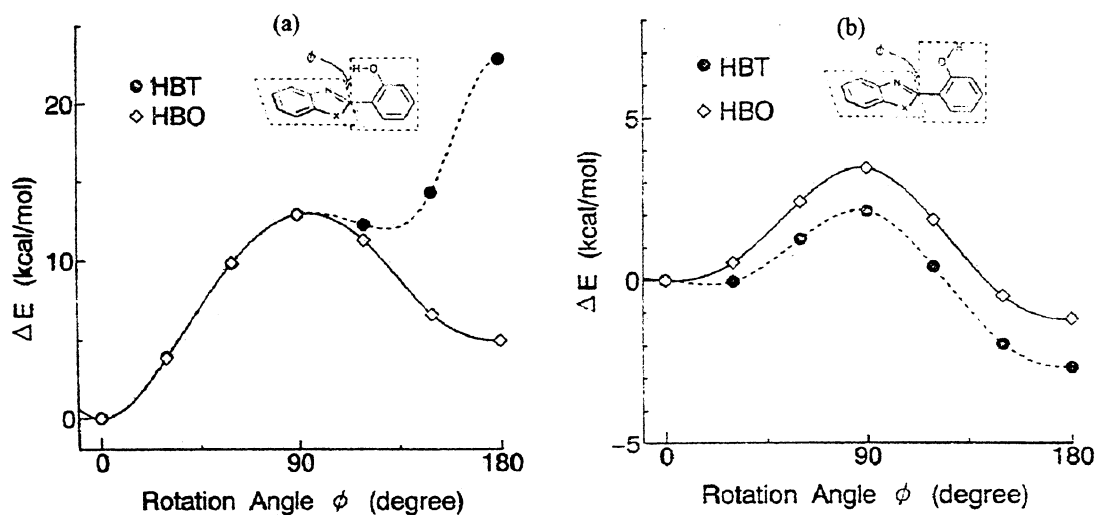 (a)
φ
H-O
N
X
HBT
HBO
20
10
0
ΔE (kcal/mol)
0 90 180
Rotation Angle φ (degree)
(b)
φ
H
O
N
X
HBT
HBO
5
0
-5
ΔE (kcal/mol)
0 90 180
Rotation Angle φ (degree)